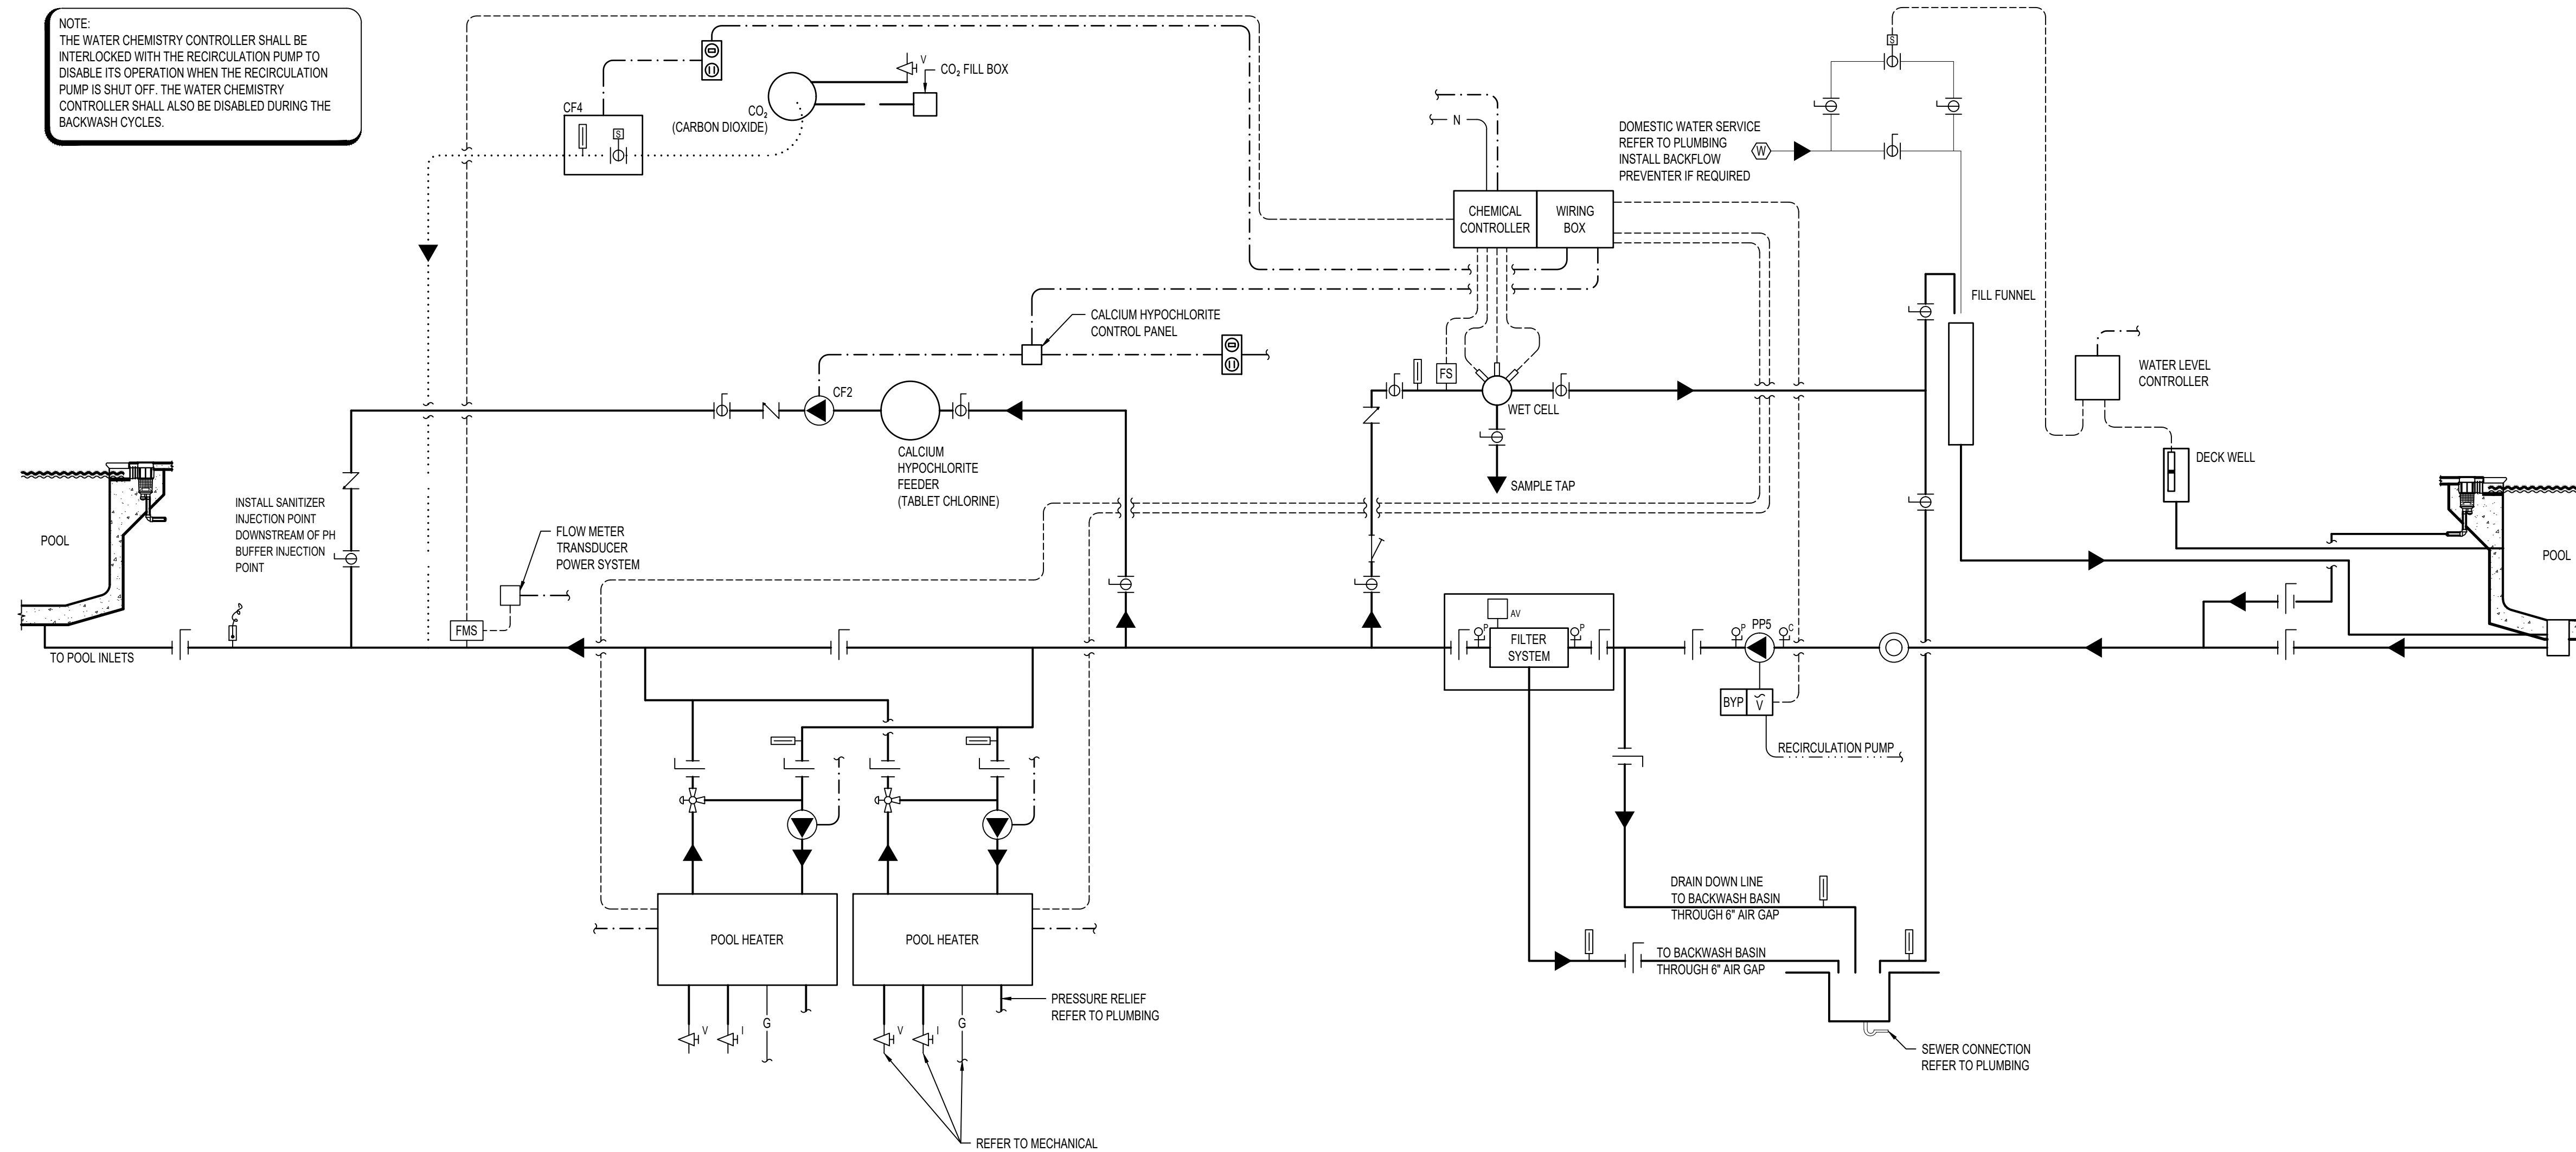 NOTE:
THE WATER CHEMISTRY CONTROLLER SHALL BE
INTERLOCKED WITH THE RECIRCULATION PUMP TO
DISABLE ITS OPERATION WHEN THE RECIRCULATION
PUMP IS SHUT OFF. THE WATER CHEMISTRY
CONTROLLER SHALL ALSO BE DISABLED DURING THE
BACKWASH CYCLES.
CF4
S
CO₂
(CARBON DIOXIDE)
V
CO₂ FILL BOX
N
DOMESTIC WATER SERVICE
REFER TO PLUMBING
INSTALL BACKFLOW
PREVENTER IF REQUIRED
W
S
CHEMICAL
CONTROLLER
WIRING
BOX
FILL FUNNEL
CALCIUM HYPOCHLORITE
CONTROL PANEL
CF2
CALCIUM
HYPOCHLORITE
FEEDER
(TABLET CHLORINE)
FS
WET CELL
SAMPLE TAP
WATER LEVEL
CONTROLLER
DECK WELL
POOL
INSTALL SANITIZER
INJECTION POINT
DOWNSTREAM OF PH
BUFFER INJECTION
POINT
FLOW METER
TRANSDUCER
POWER SYSTEM
FMS
TO POOL INLETS
AV
P
FILTER
SYSTEM
P
P
PP5
C
BYP
V
RECIRCULATION PUMP
POOL
DRAIN DOWN LINE
TO BACKWASH BASIN
THROUGH 6" AIR GAP
TO BACKWASH BASIN
THROUGH 6" AIR GAP
POOL HEATER
POOL HEATER
V
I
G
V
I
G
PRESSURE RELIEF
REFER TO PLUMBING
REFER TO MECHANICAL
SEWER CONNECTION
REFER TO PLUMBING